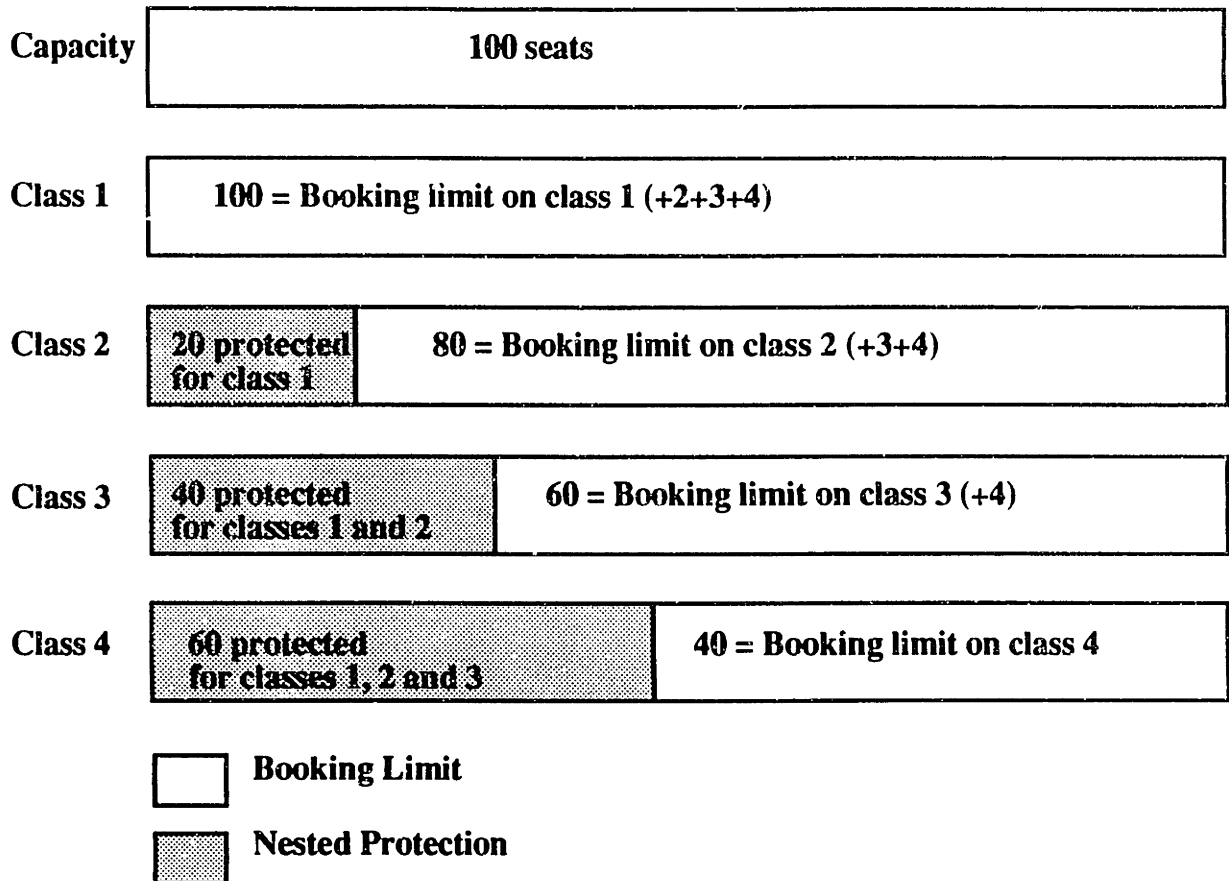 Capacity 100 seats
Class 1 100 = Booking limit on class 1 (+2+3+4)
Class 2 20 protected 80 = Booking limit on class 2 (+3+4)
for class 1
Class 3 40 protected 60 = Booking limit on class 3 (+4)
for classes 1 and 2
Class 4 60 protected 40 = Booking limit on class 4
for classes 1, 2 and 3
Booking Limit
Nested Protection